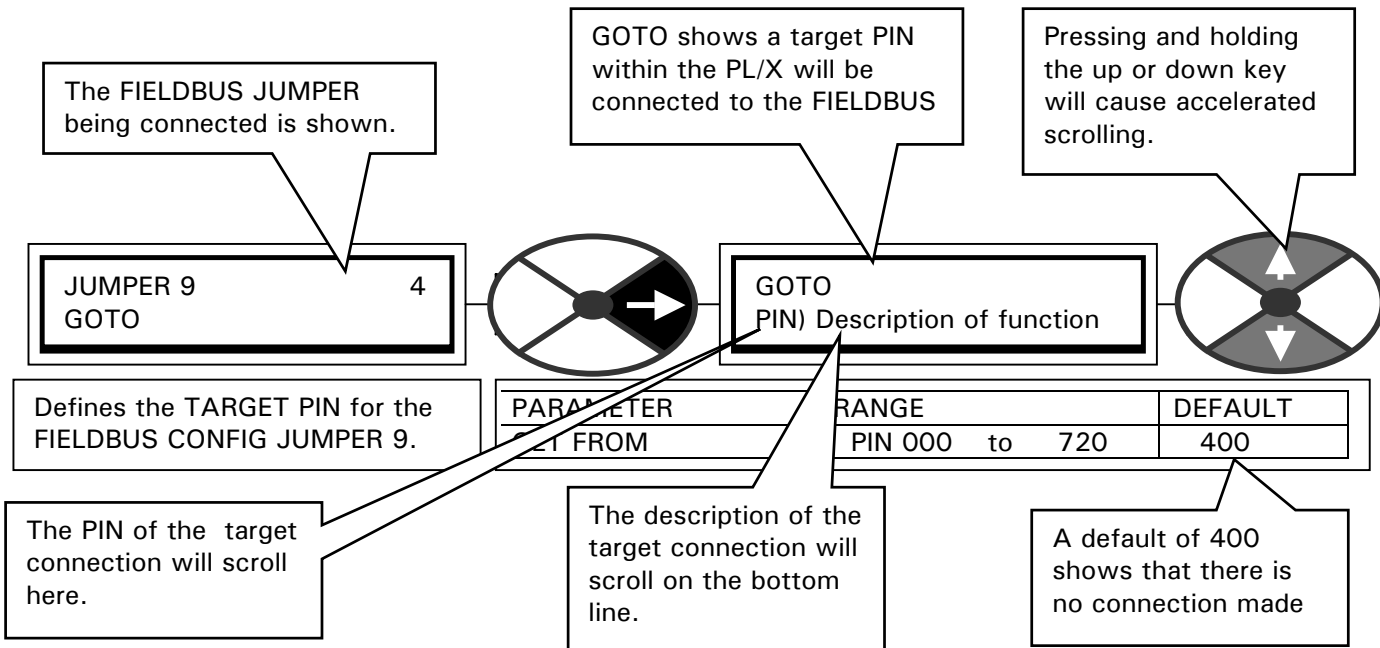 The FIELDBUS JUMPER
being connected is shown.
GOTO shows a target PIN
within the PL/X will be
connected to the FIELDBUS
Pressing and holding
the up or down key
will cause accelerated
scrolling.
JUMPER 9 4
GOTO
GOTO
PIN) Description of function
Defines the TARGET PIN for the
FIELDBUS CONFIG JUMPER 9.
PARAMETER RANGE DEFAULT
FROM PIN 000 to 720 400
The PIN of the target
connection will scroll
here.
The description of the
target connection will
scroll on the bottom
line.
A default of 400
shows that there is
no connection made